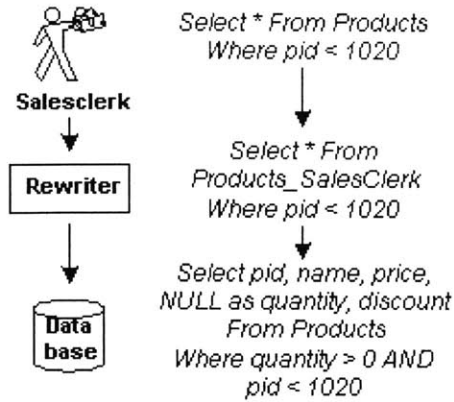 Select * From Products
Where pid < 1020
Salesclerk
Select * From
Products_SalesClerk
Where pid < 1020
Rewriter
Select pid, name, price,
NULL as quantity, discount
From Products
Where quantity > 0 AND
pid < 1020
Data
base